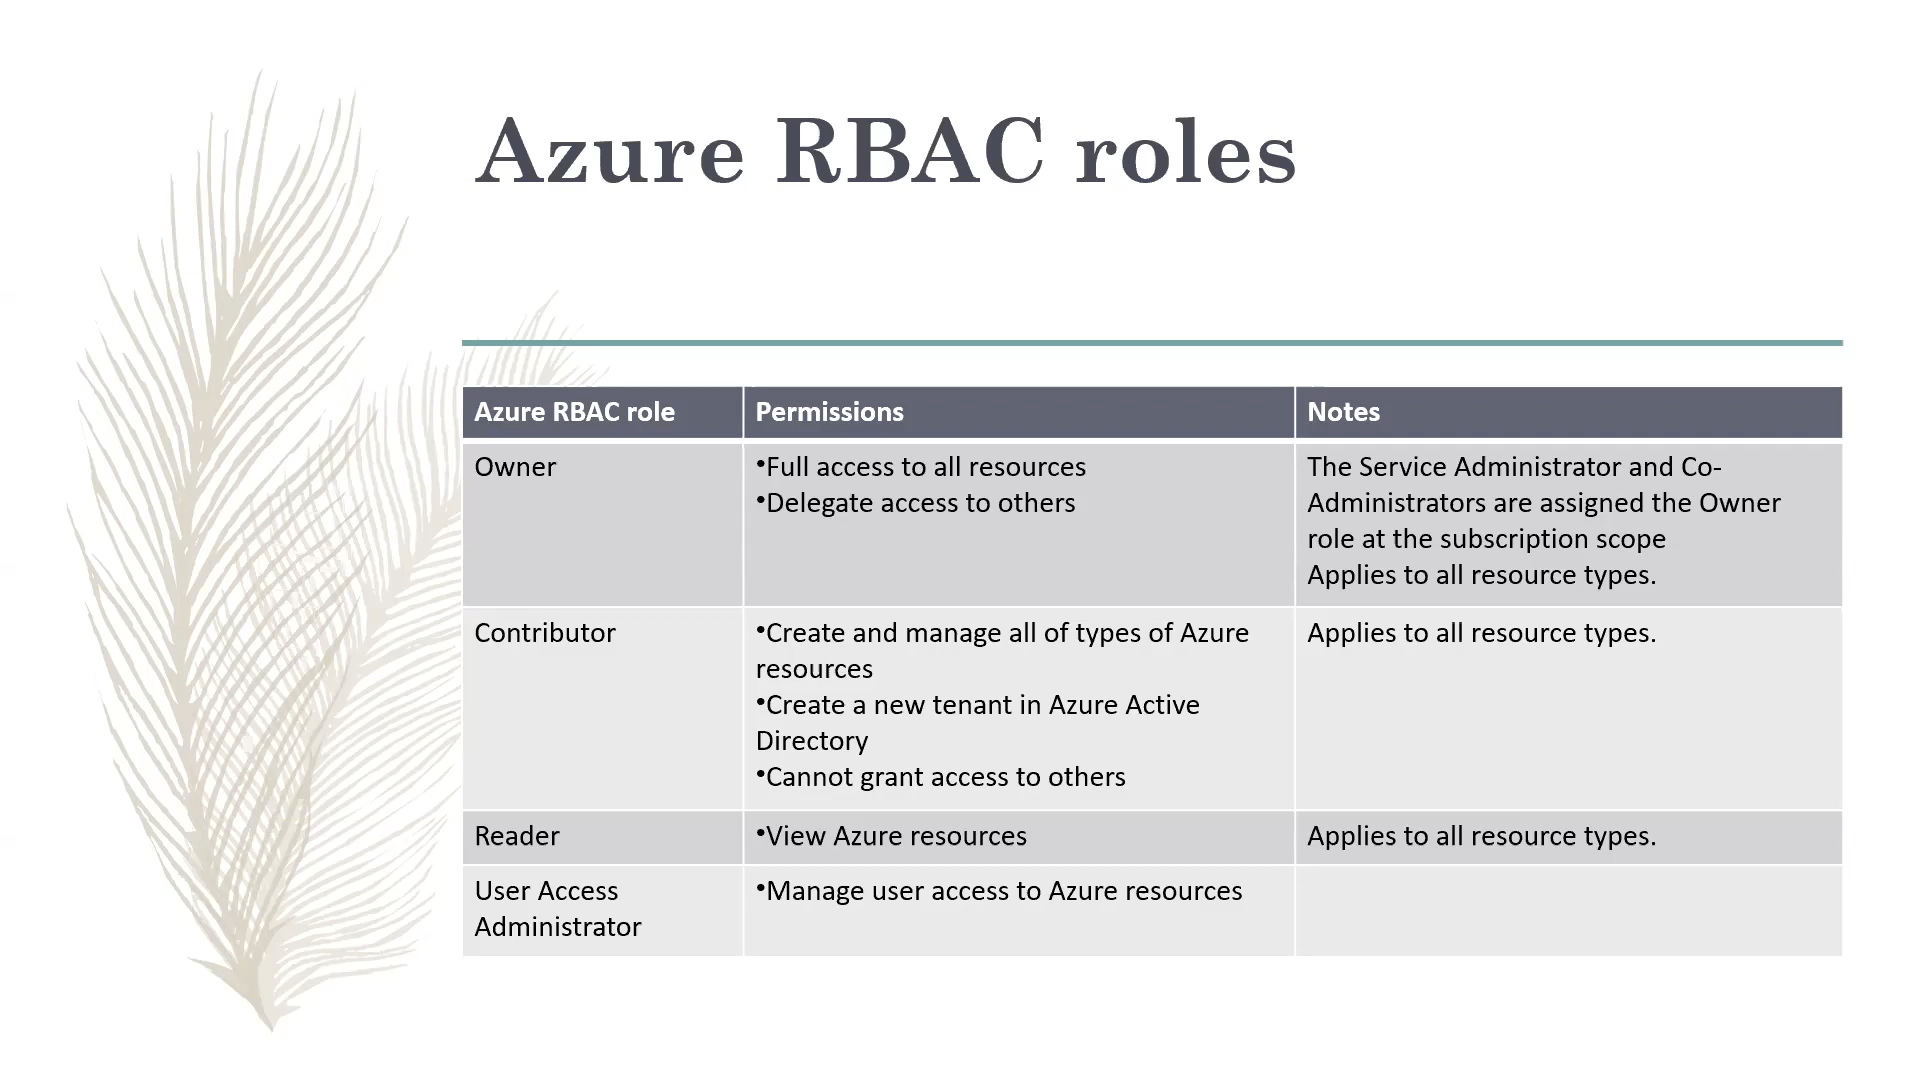 Azure RBAC roles
Azure RBAC role
Permissions
Notes
Owner
•Full access to all resources
•Delegate access to others
The Service Administrator and Co-
Administrators are assigned the Owner
role at the subscription scope
Applies to all resource types.
Contributor
•Create and manage all of types of Azure
resources
•Create a new tenant in Azure Active
Directory
•Cannot grant access to others
Applies to all resource types.
Reader
•View Azure resources
Applies to all resource types.
User Access
Administrator
•Manage user access to Azure resources